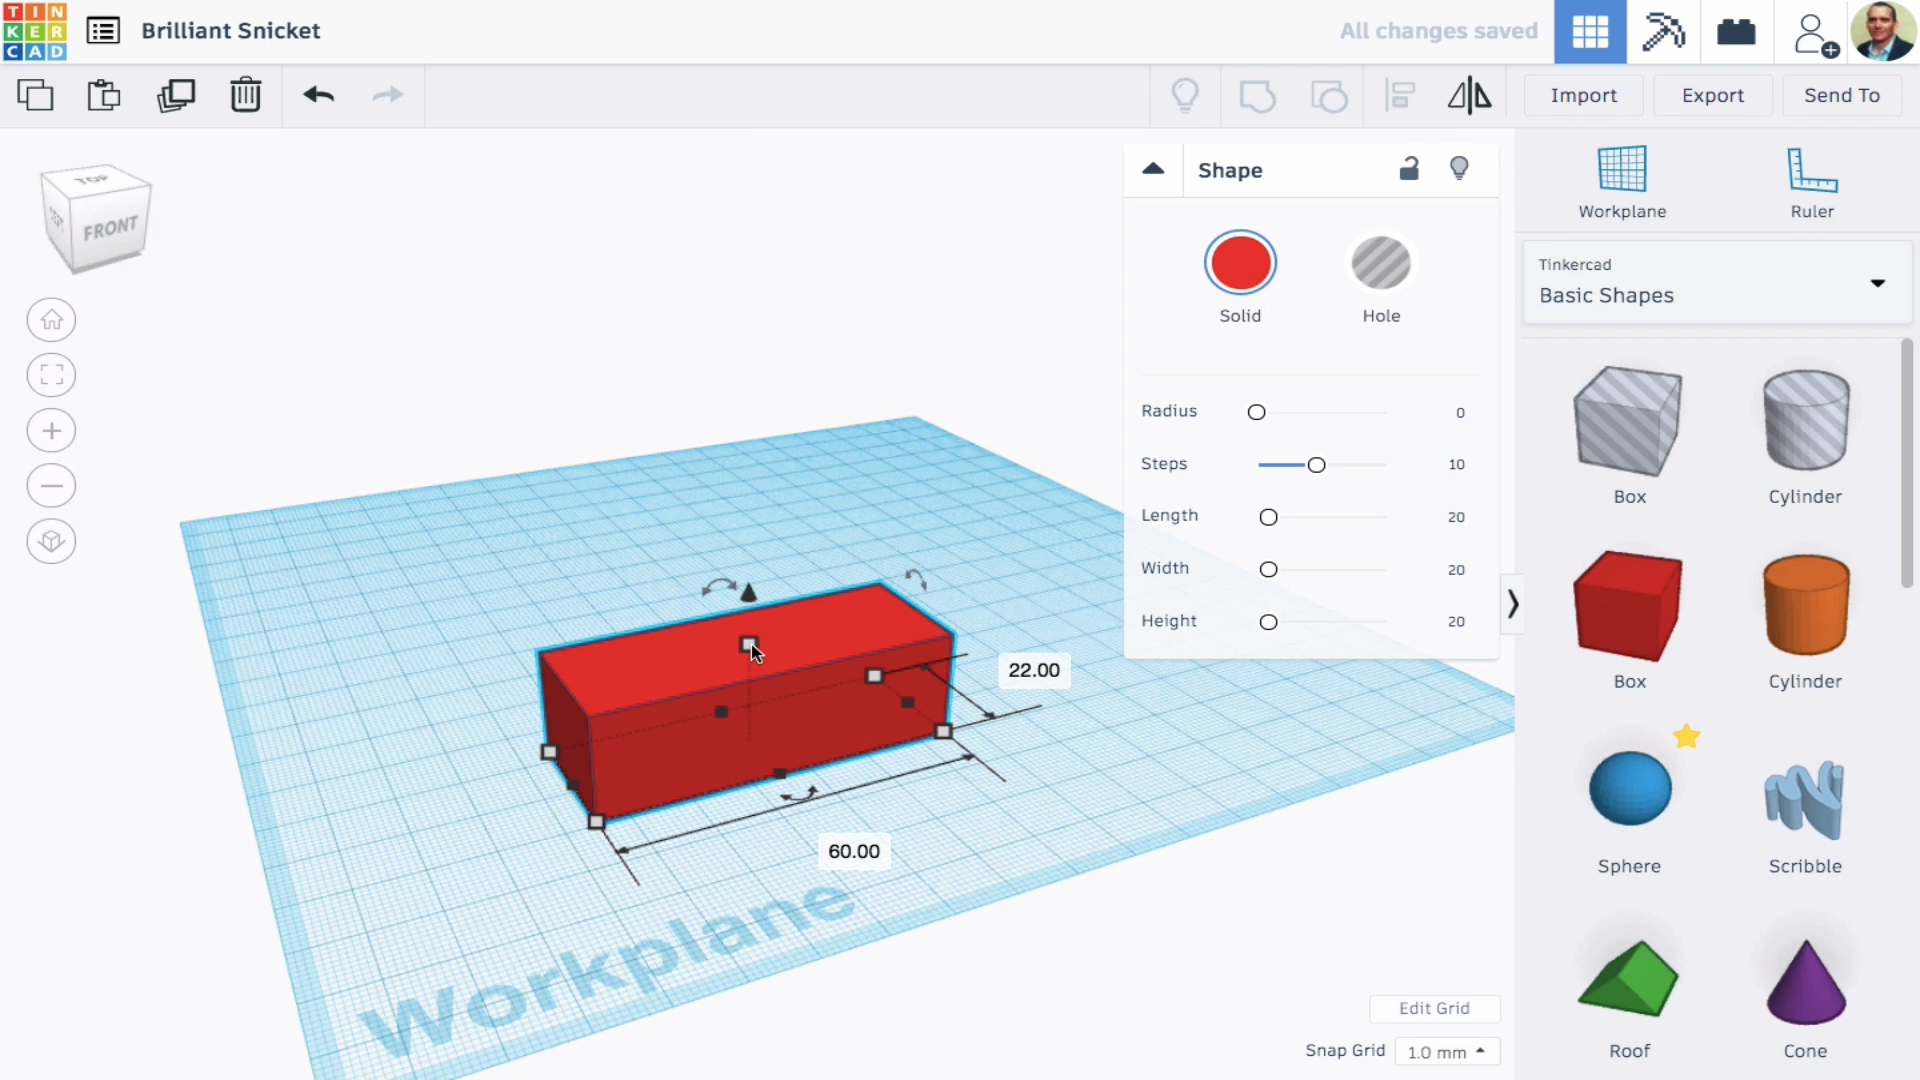 TIN
KER
CAD
Brilliant Snicket
All changes saved
Import
Export
Send To
TOP
FRONT
Shape
Workplane
Ruler
Solid
Hole
Tinkercad
Basic Shapes
Radius 0
Steps 10
Length 20
Width 20
Height 20
Box
Cylinder
Box
Cylinder
22.00
60.00
Sphere
Scribble
Workplane
Edit Grid
Snap Grid 1.0 mm
Roof
Cone